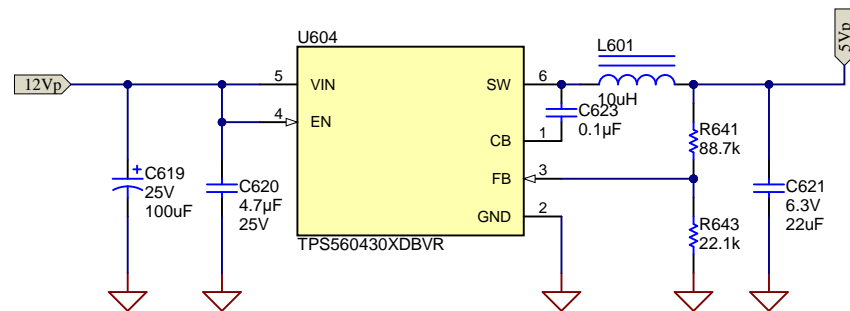 U604
12Vp
5
VIN
4
EN
C619
25V
100uF
C620
4.7µF
25V
SW
6
CB
1
FB
3
GND
2
TPS560430XDBVR
L601
10uH
C623
0.1µF
R641
88.7k
R643
22.1k
C621
6.3V
22uF
5Vp
+